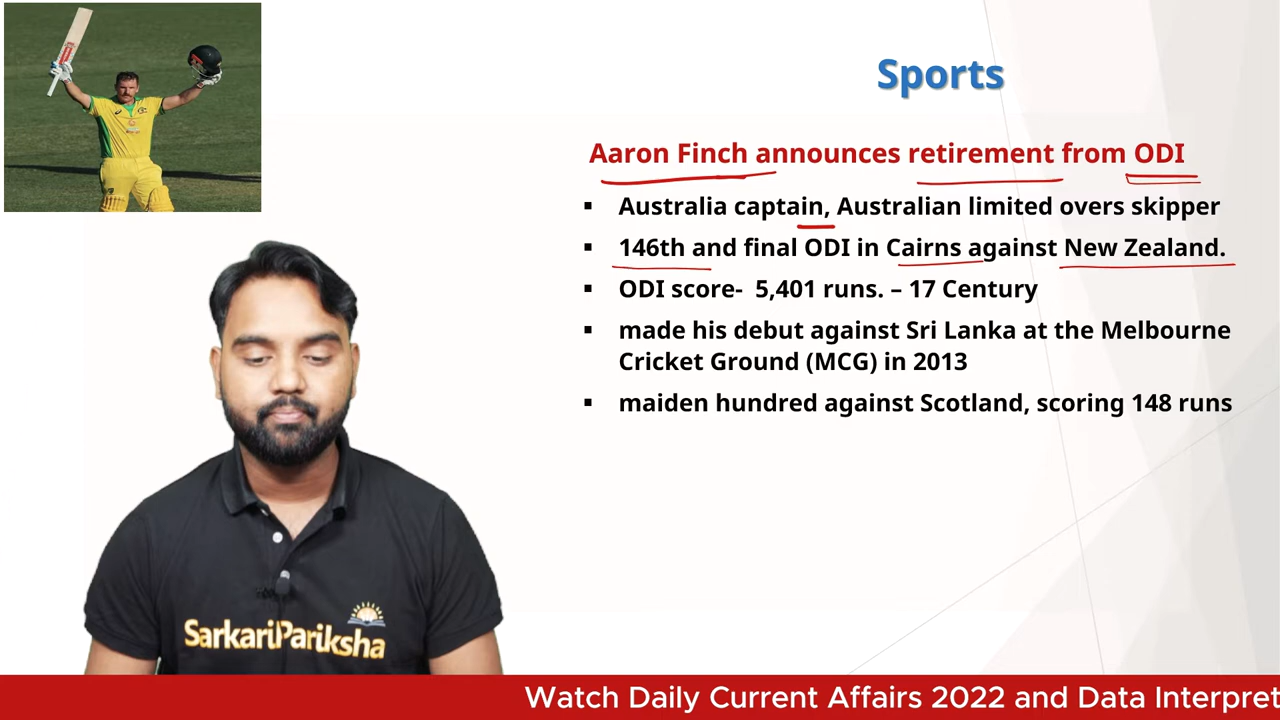 Sports
Aaron Finch announces retirement from ODI
▪ Australia captain, Australian limited overs skipper
▪ 146th and final ODI in Cairns against New Zealand.
▪ ODI score-  5,401 runs. – 17 Century
▪ made his debut against Sri Lanka at the Melbourne
Cricket Ground (MCG) in 2013
▪ maiden hundred against Scotland, scoring 148 runs
SarkariPariksha
Watch Daily Current Affairs 2022 and Data Interpret